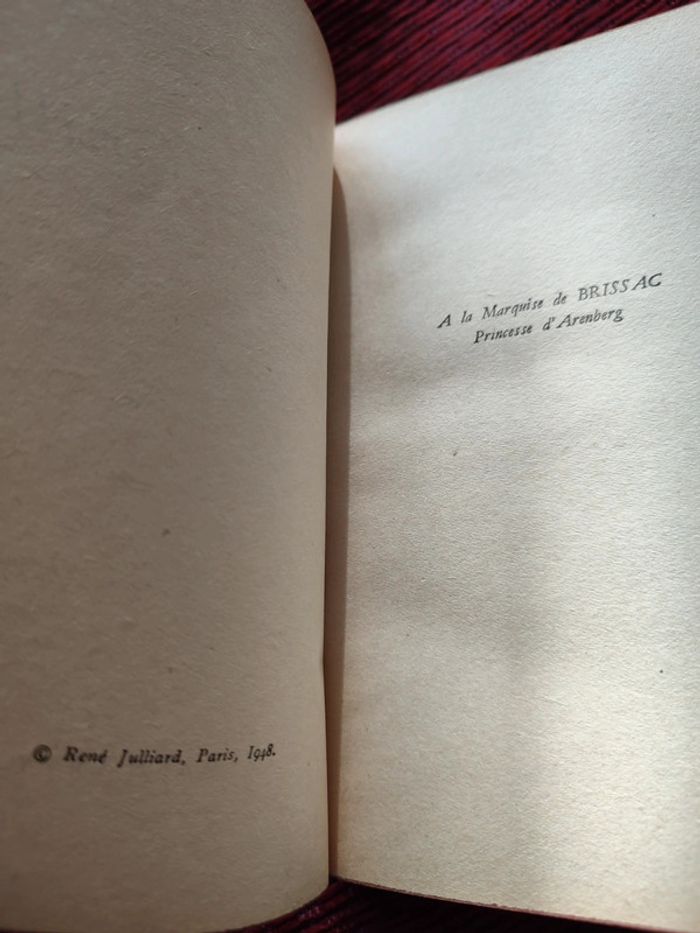 © René Julliard, Paris, 1948.
A la Marquise de BRISSAC
Princesse d'Arenberg